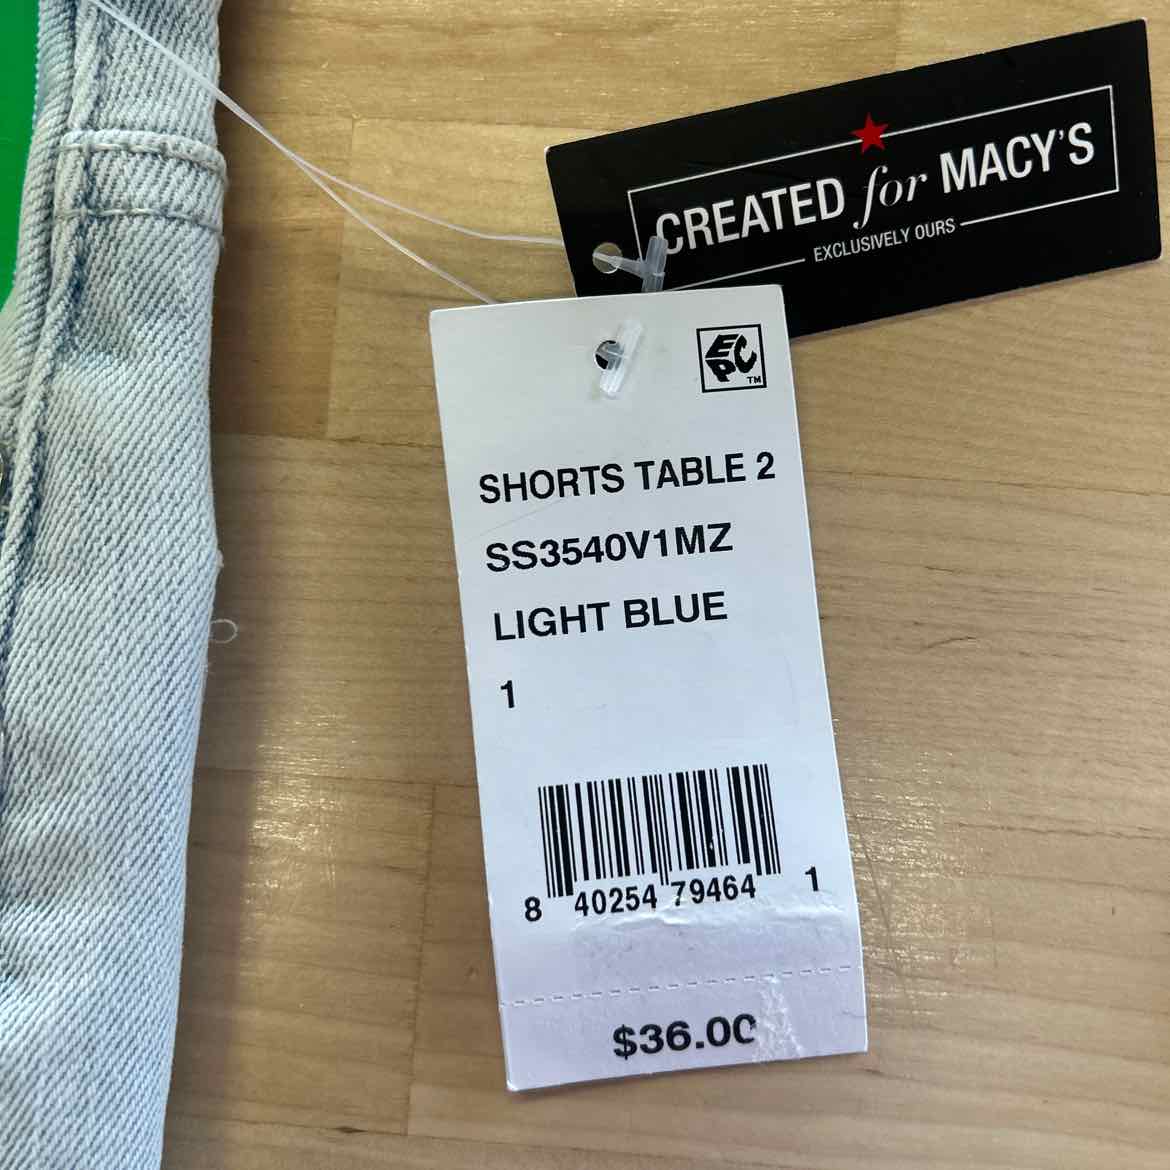 CREATED for MACY'S
EXCLUSIVELY OURS
EPC
TM
SHORTS TABLE 2
SS3540V1MZ
LIGHT BLUE
1
8 40254 79464 1
$36.00